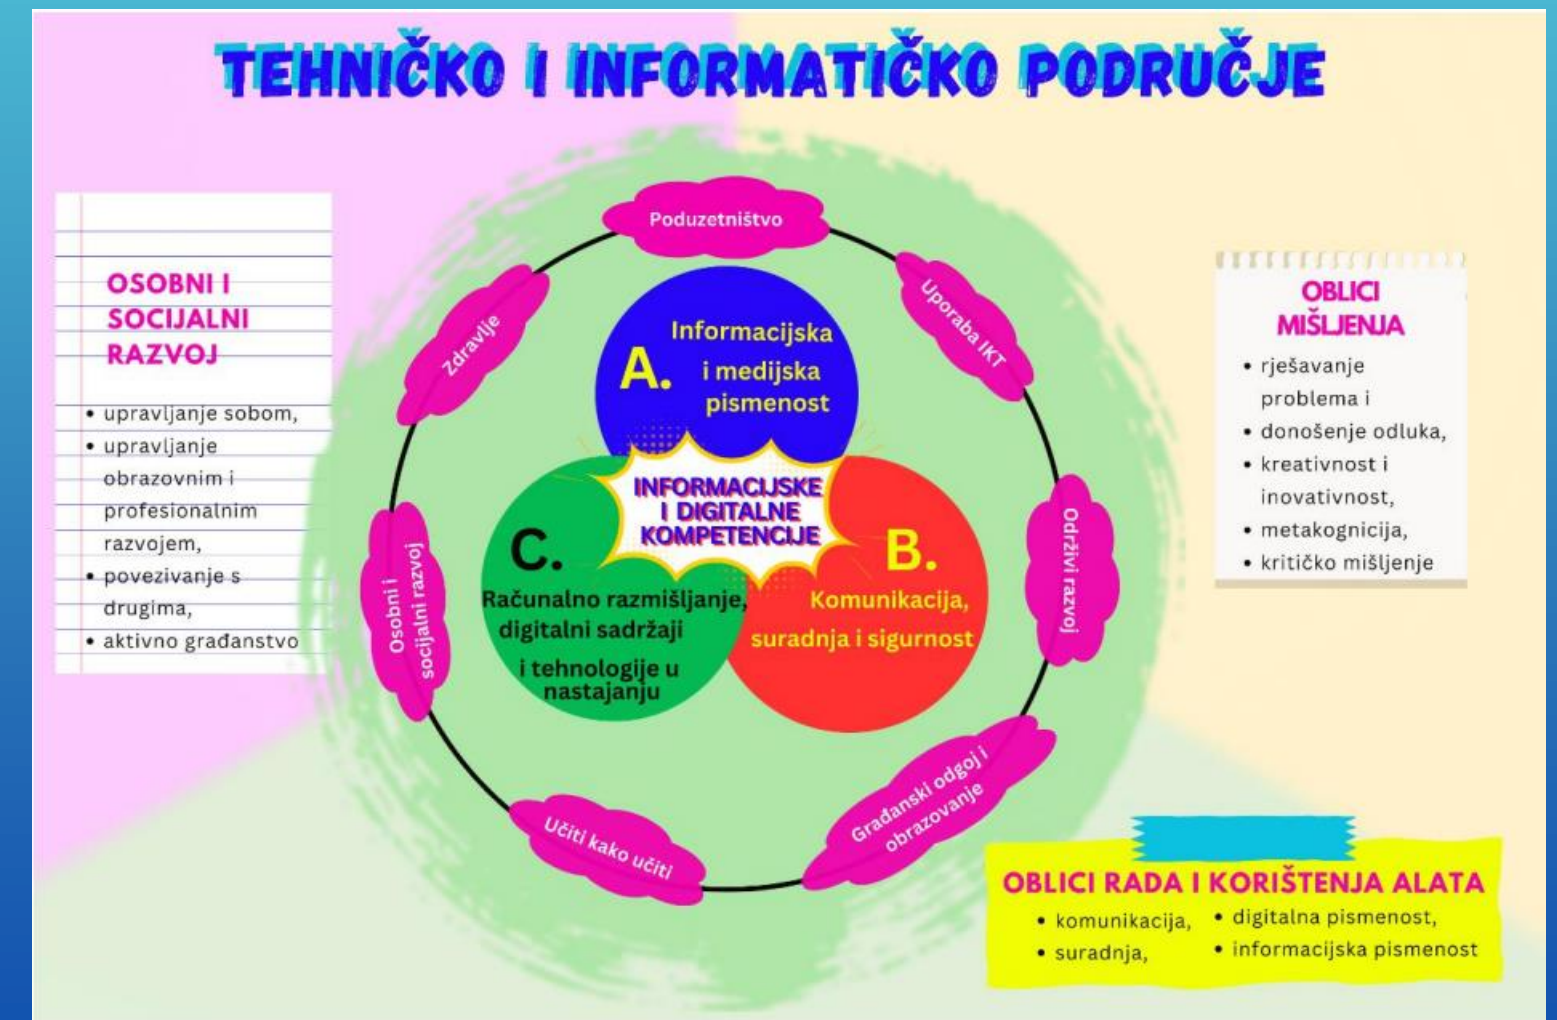 TEHNIČKO I INFORMATIČKO PODRUČJE
OSOBNI I
SOCIJALNI
RAZVOJ
• upravljanje sobom,
• upravljanje
obrazovnim i
profesionalnim
razvojem,
• povezivanje s
drugima,
• aktivno građanstvo
Poduzetništvo
Uporaba IKT
Održivi razvoj
Građanski odgoj i
obrazovanje
Učiti kako učiti
Osobni i
socijalni razvoj
Zdravlje
A.
Informacijska
i medijska
pismenost
INFORMACIJSKE
I DIGITALNE
KOMPETENCIJE
B.
Komunikacija,
suradnja i sigurnost
C.
Računalno razmišljanje,
digitalni sadržaji
i tehnologije u
nastajanju
OBLICI
MIŠLJENJA
• rješavanje
problema i
• donošenje odluka,
• kreativnost i
inovativnost,
• metakognicija,
• kritičko mišljenje
OBLICI RADA I KORIŠTENJA ALATA
• komunikacija,
• suradnja,
• digitalna pismenost,
• informacijska pismenost